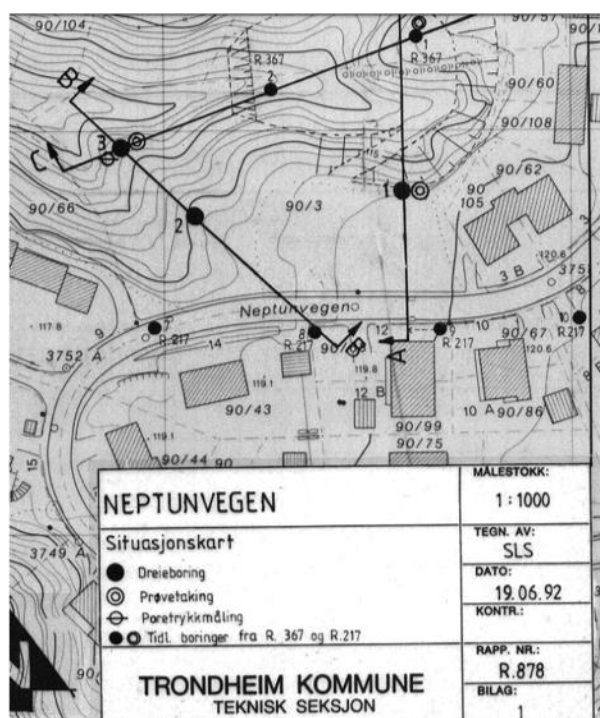 90/104
90/57
R.367
1
R.367
2
90/60
90/108
B
3
C
115
90/62
1
90
105
90/66
2
90/3
120.6
3 B
375
3
Neptunvegen
117.8
9
7
R.217
8
12
9
R.217
10
90/67
10
R.217
8
3752 A
14
B
A
120.6
119.1
119.8
12 B
90/43
90/99
10 A
90/86
119.1
90/44
90
90/75
15
3749 A
NEPTUNVEGEN
MÅLESTOKK:
1 : 1000
Situasjonskart
Dreieboring
Prøvetaking
Poretrykkmåling
Tidl. boringer fra R. 367 og R.217
TEGN. AV:
SLS
DATO:
19.06.92
KONTR.:
RAPP. NR.:
R.878
BILAG:
1
TRONDHEIM KOMMUNE
TEKNISK SEKSJON